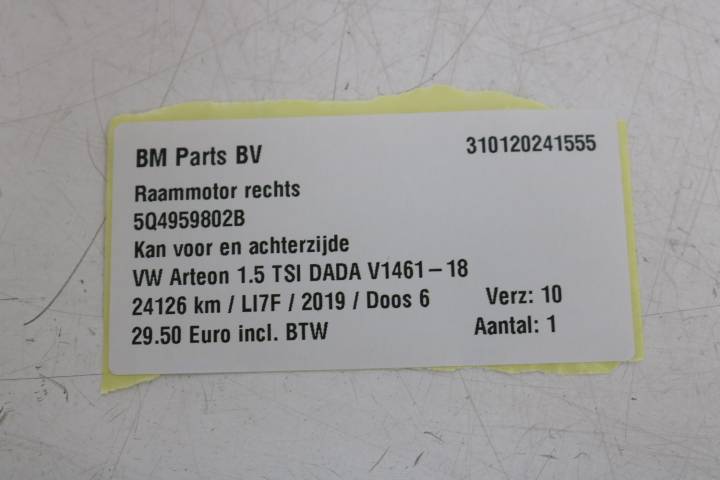 BM Parts BV 310120241555
Raammotor rechts
5Q4959802B
Kan voor en achterzijde
VW Arteon 1.5 TSI DADA V1461-18
24126 km / LI7F / 2019 / Doos 6 Verz: 10
29.50 Euro incl. BTW Aantal: 1